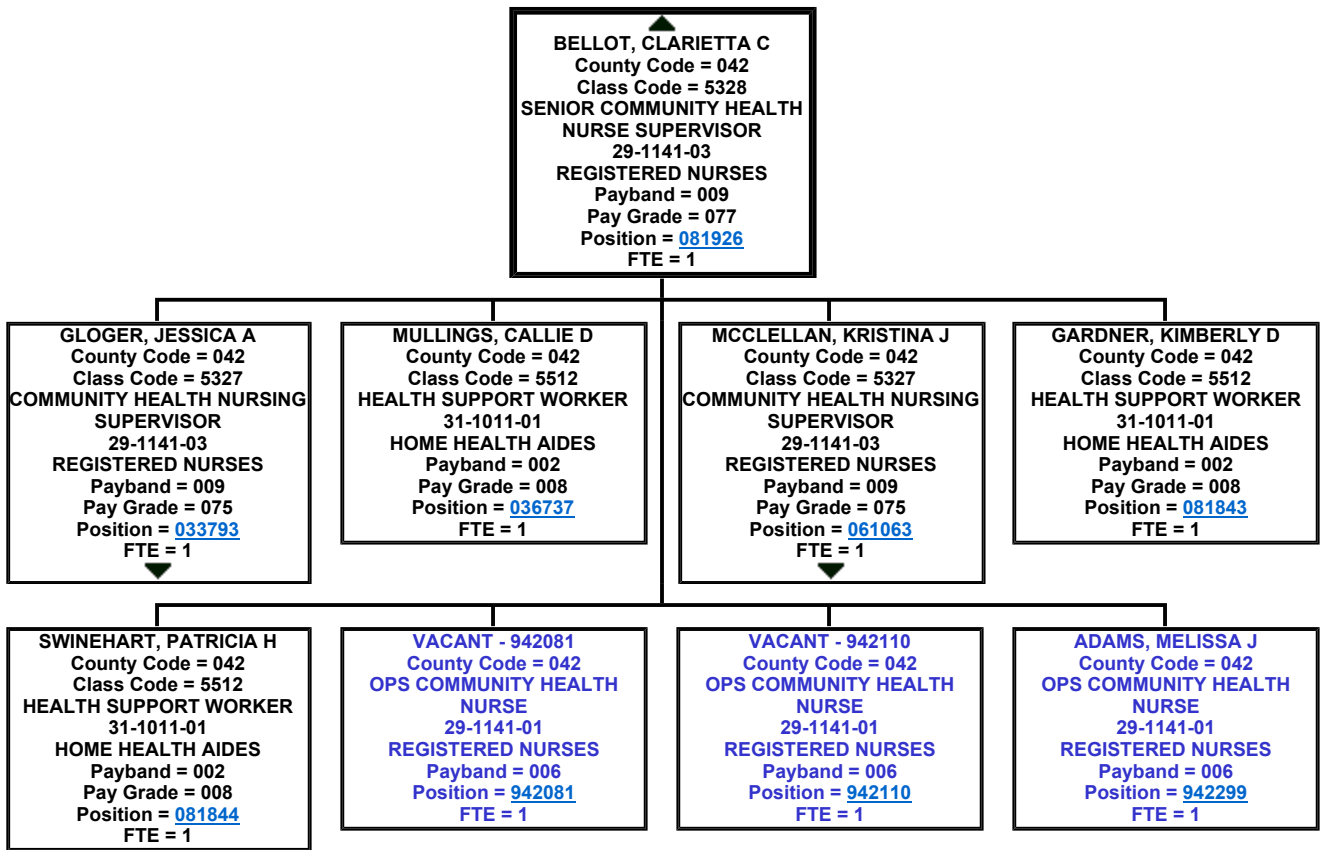 BELLOT, CLARIETTA C
County Code = 042
Class Code = 5328
SENIOR COMMUNITY HEALTH
NURSE SUPERVISOR
29-1141-03
REGISTERED NURSES
Payband = 009
Pay Grade = 077
Position = 081926
FTE = 1
GLOGER, JESSICA A
County Code = 042
Class Code = 5327
COMMUNITY HEALTH NURSING
SUPERVISOR
29-1141-03
REGISTERED NURSES
Payband = 009
Pay Grade = 075
Position = 033793
FTE = 1
MULLINGS, CALLIE D
County Code = 042
Class Code = 5512
HEALTH SUPPORT WORKER
31-1011-01
HOME HEALTH AIDES
Payband = 002
Pay Grade = 008
Position = 036737
FTE = 1
MCCLELLAN, KRISTINA J
County Code = 042
Class Code = 5327
COMMUNITY HEALTH NURSING
SUPERVISOR
29-1141-03
REGISTERED NURSES
Payband = 009
Pay Grade = 075
Position = 061063
FTE = 1
GARDNER, KIMBERLY D
County Code = 042
Class Code = 5512
HEALTH SUPPORT WORKER
31-1011-01
HOME HEALTH AIDES
Payband = 002
Pay Grade = 008
Position = 081843
FTE = 1
SWINEHART, PATRICIA H
County Code = 042
Class Code = 5512
HEALTH SUPPORT WORKER
31-1011-01
HOME HEALTH AIDES
Payband = 002
Pay Grade = 008
Position = 081844
FTE = 1
VACANT - 942081
County Code = 042
OPS COMMUNITY HEALTH
NURSE
29-1141-01
REGISTERED NURSES
Payband = 006
Position = 942081
FTE = 1
VACANT - 942110
County Code = 042
OPS COMMUNITY HEALTH
NURSE
29-1141-01
REGISTERED NURSES
Payband = 006
Position = 942110
FTE = 1
ADAMS, MELISSA J
County Code = 042
OPS COMMUNITY HEALTH
NURSE
29-1141-01
REGISTERED NURSES
Payband = 006
Position = 942299
FTE = 1